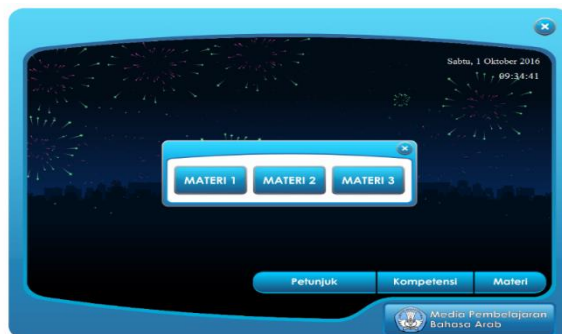 Sabtu, 1 Oktober 2016
09:34:41
MATERI 1 MATERI 2 MATERI 3
Petunjuk Kompetensi Materi
Media Pembelajaran
Bahasa Arab